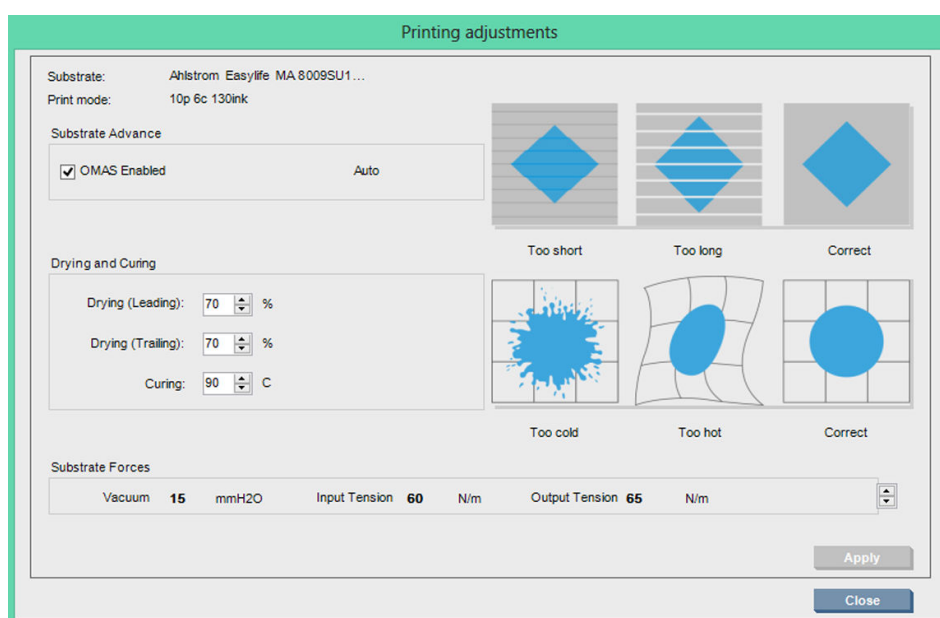 Printing adjustments
Substrate: Ahlstrom Easylife MA 8009SU1...
Print mode: 10p 6c 130ink
Substrate Advance
OMAS Enabled Auto
Too short Too long Correct
Drying and Curing
Drying (Leading): 70 %
Drying (Trailing): 70 %
Curing: 90 C
Too cold Too hot Correct
Substrate Forces
Vacuum 15 mmH2O Input Tension 60 N/m Output Tension 65 N/m
Apply
Close